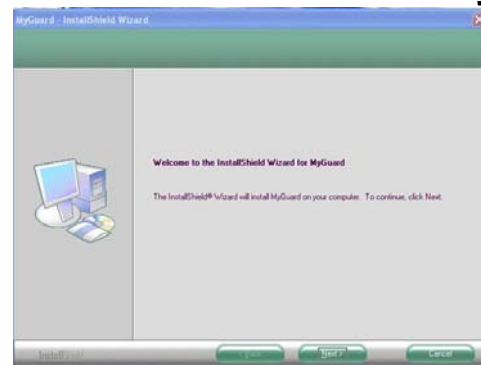 MyGuard - InstallShield Wizard
Welcome to the InstallShield Wizard for MyGuard
The InstallShield® Wizard will install MyGuard on your computer. To continue, click Next.
InstallShield
Next >
Cancel